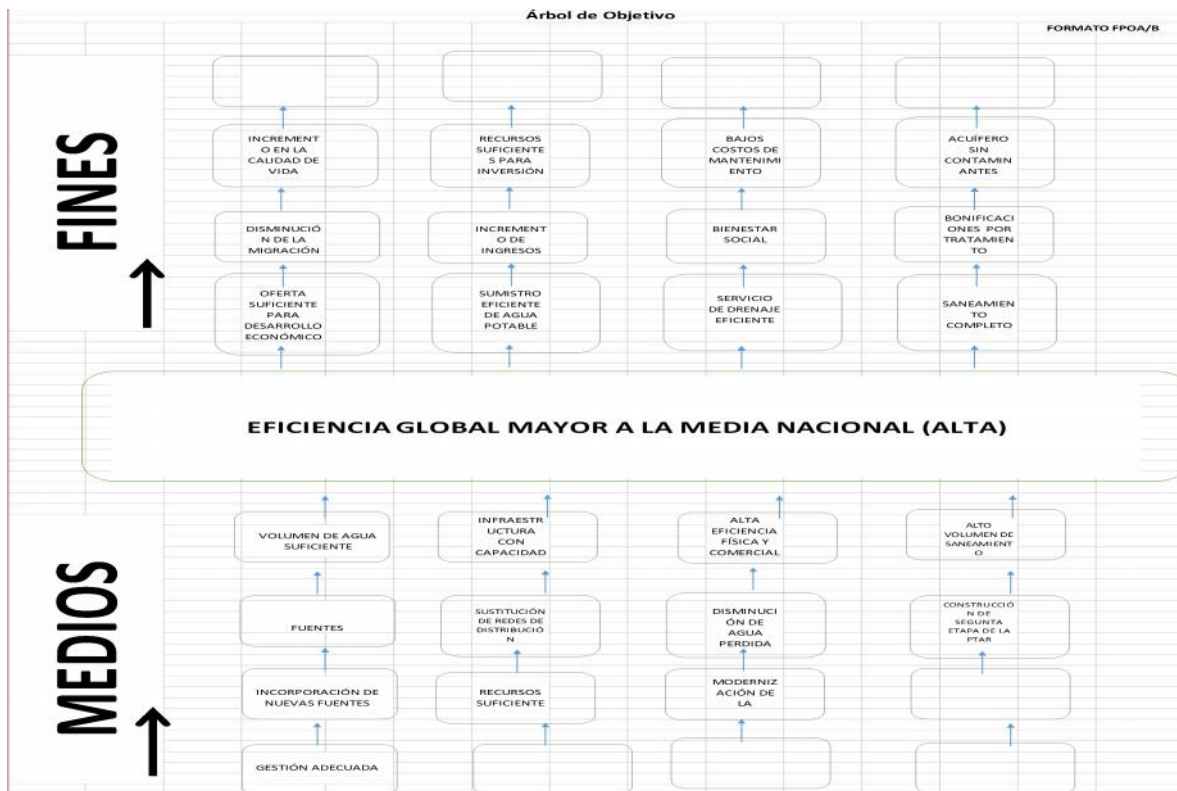 Árbol de Objetivo
FORMATO FPOA/B
FINES
INCREMENT
O EN LA
CALIDAD DE
VIDA
RECURSOS
SUFICIENTE
S PARA
INVERSIÓN
BAJOS
COSTOS DE
MANTENIMI
ENTO
ACUÍFERO
SIN
CONTAMIN
ANTES
DISMINUCIÓ
N DE LA
MIGRACIÓN
INCREMENT
O DE
INGRESOS
BIENESTAR
SOCIAL
BONIFICACI
ONES POR
TRATAMIEN
TO
OFERTA
SUFICIENTE
PARA
DESARROLLO
ECONÓMICO
SUMISTRO
EFICIENTE
DE AGUA
POTABLE
SERVICIO
DE DRENAJE
EFICIENTE
SANEAMIE
NTO
COMPLETO
EFICIENCIA GLOBAL MAYOR A LA MEDIA NACIONAL (ALTA)
MEDIOS
VOLUMEN DE AGUA
SUFICIENTE
INFRAESTR
UCTURA
CON
CAPACIDAD
ALTA
EFICIENCIA
FÍSICA Y
COMERCIAL
ALTO
VOLUMEN DE
SANEAMIENT
O
FUENTES
SUSTITUCIÓN
DE REDES DE
DISTRIBUCIÓ
N
DISMINUCI
ÓN DE
AGUA
PERDIDA
CONSTRUCCIÓ
N DE
SEGUNTA
ETAPA DE LA
PTAR
INCORPORACIÓN DE
NUEVAS FUENTES
RECURSOS
SUFICIENTE
MODERNIZ
ACIÓN DE
LA
GESTIÓN ADECUADA